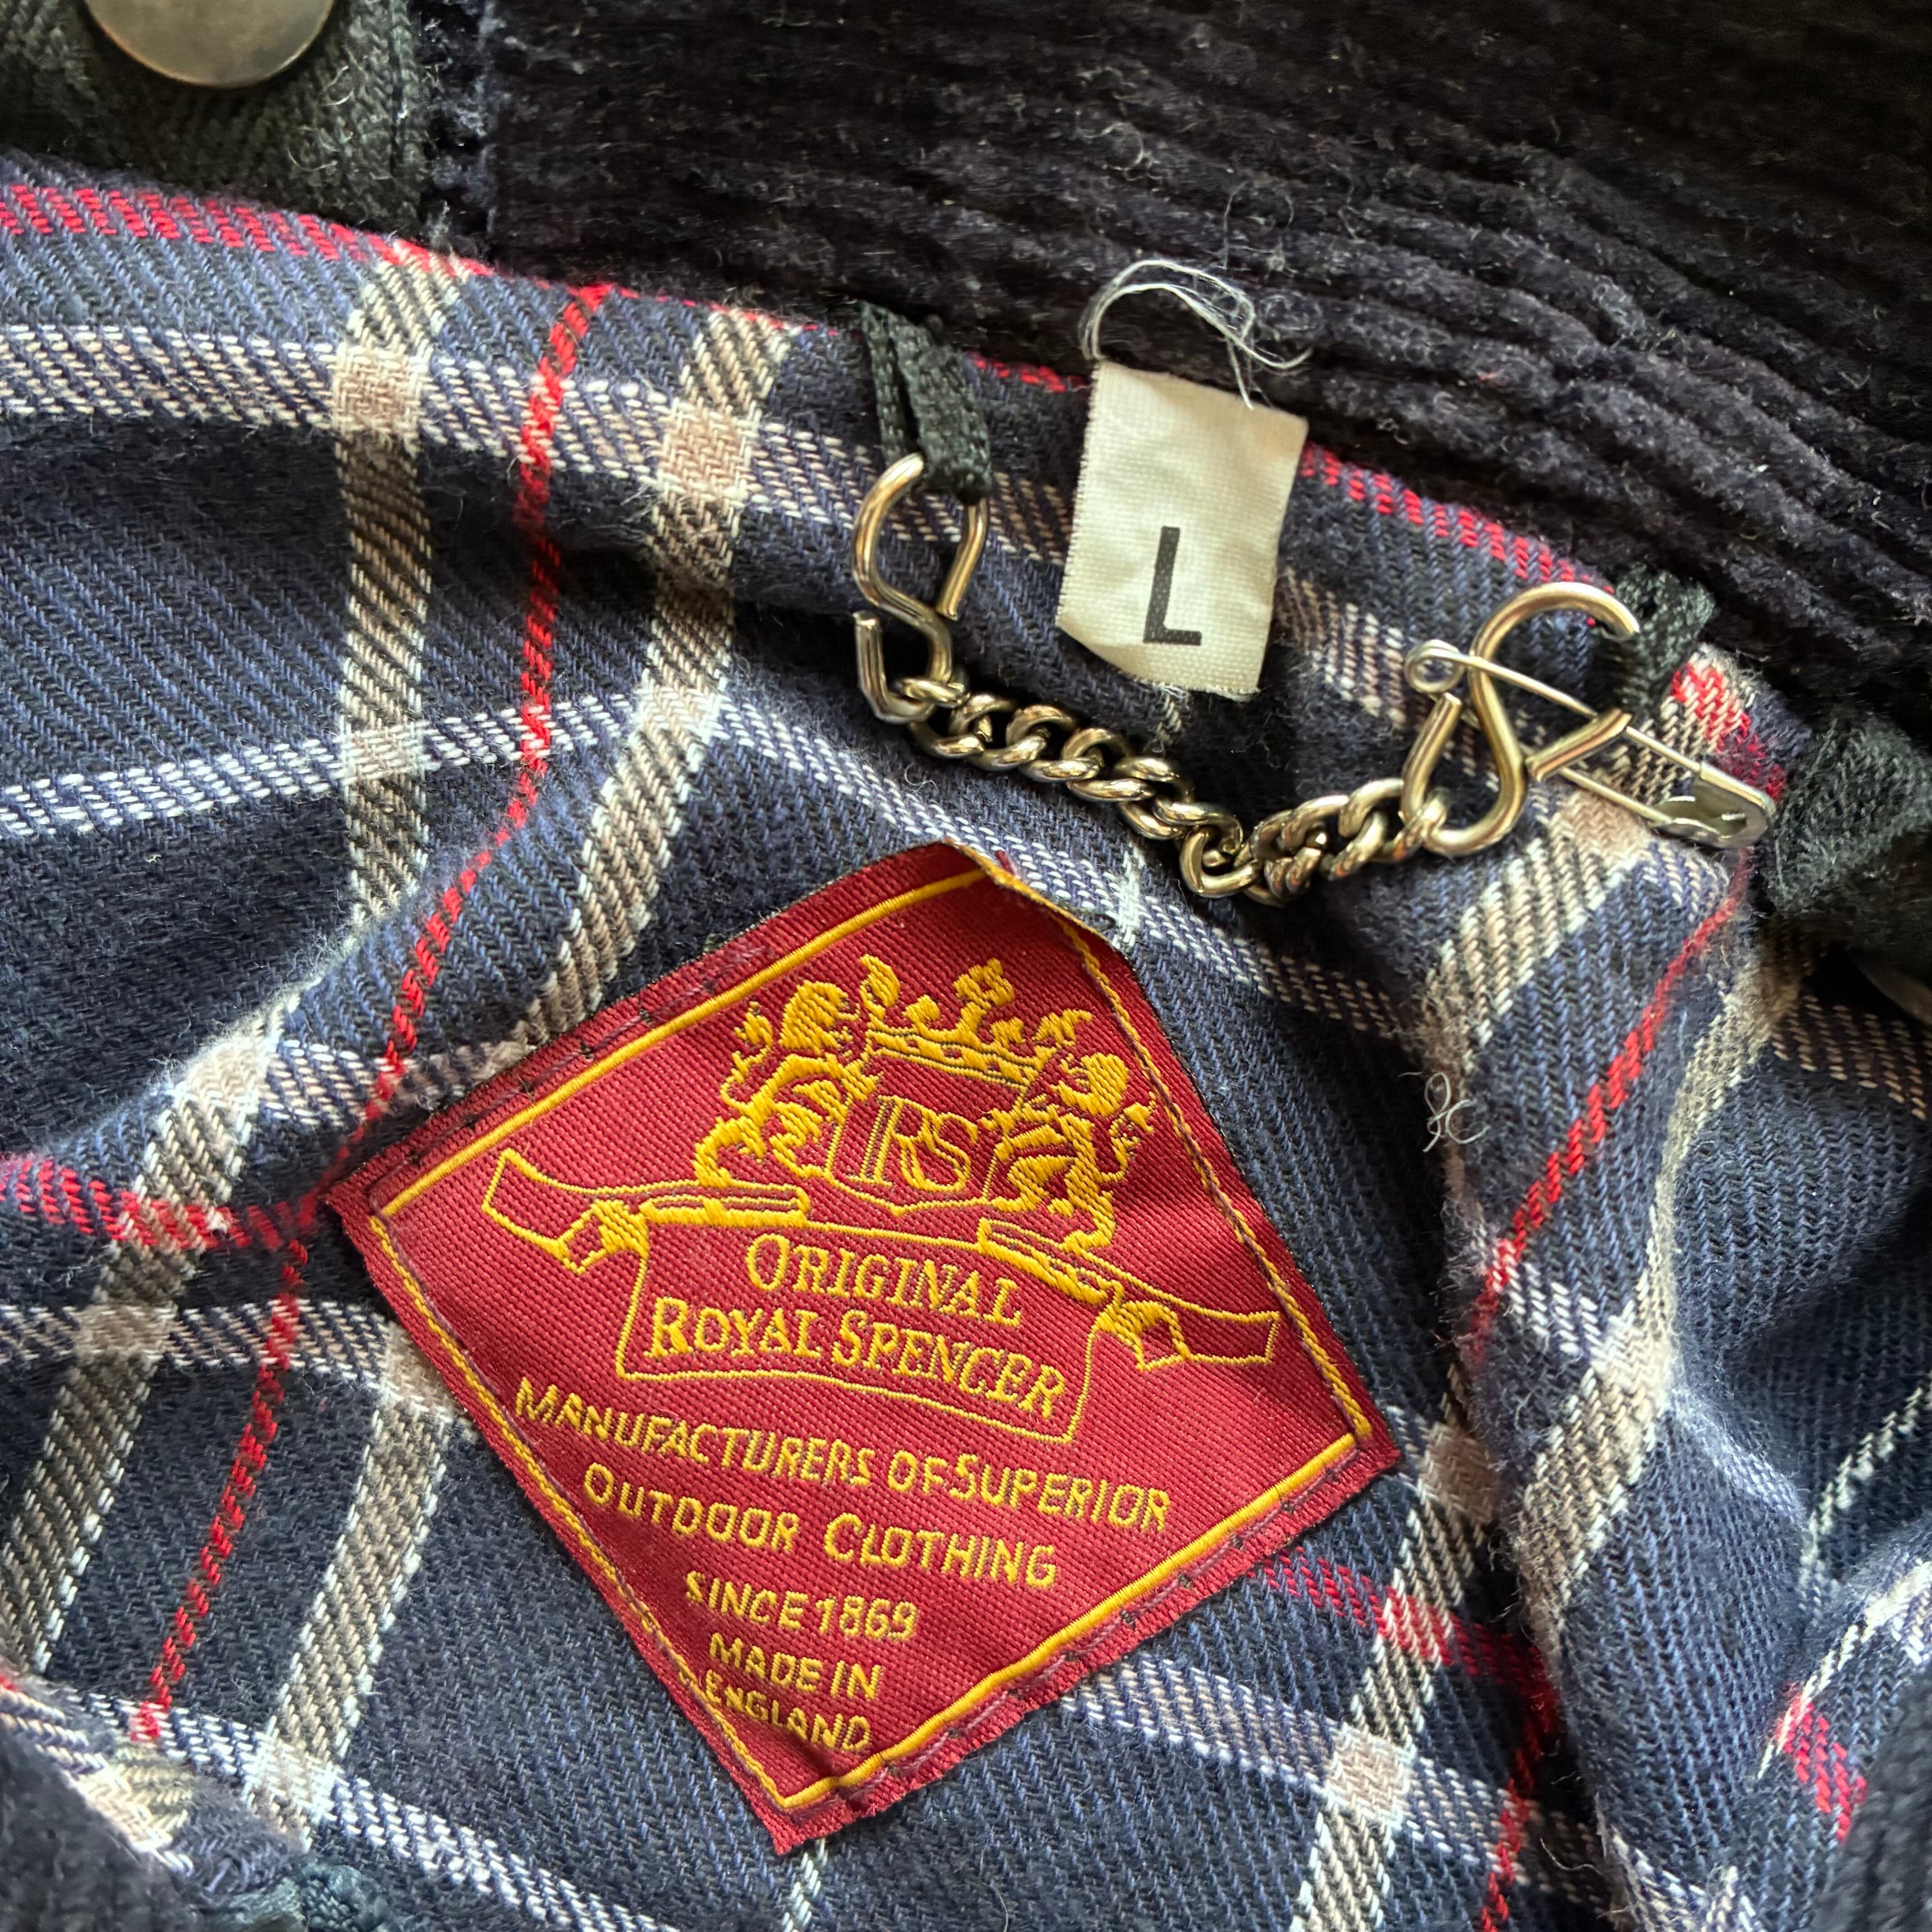 L
RS
ORIGINAL
ROYAL SPENCER
MANUFACTURERS OF SUPERIOR
OUTDOOR CLOTHING
SINCE 1869
MADE IN
ENGLAND